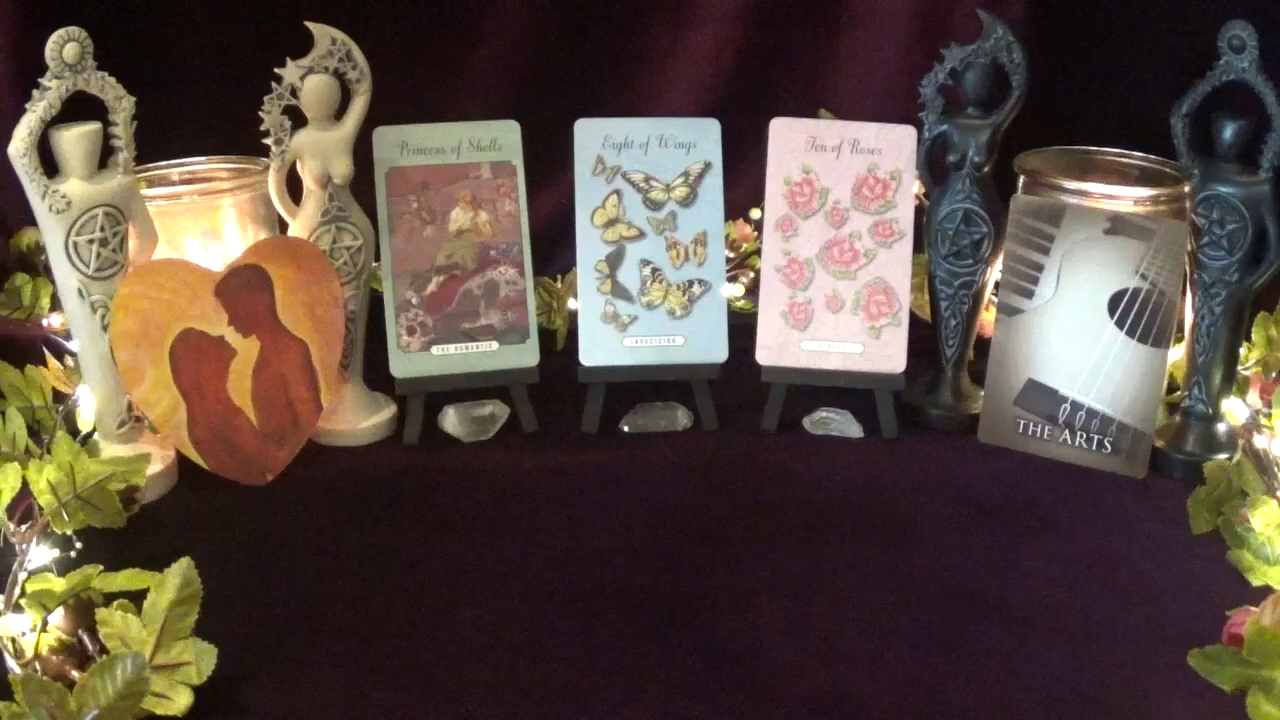 Princess of Shells
THE ROMANTIC
Eight of Wings
INDECISION
Ten of Roses
THE ARTS